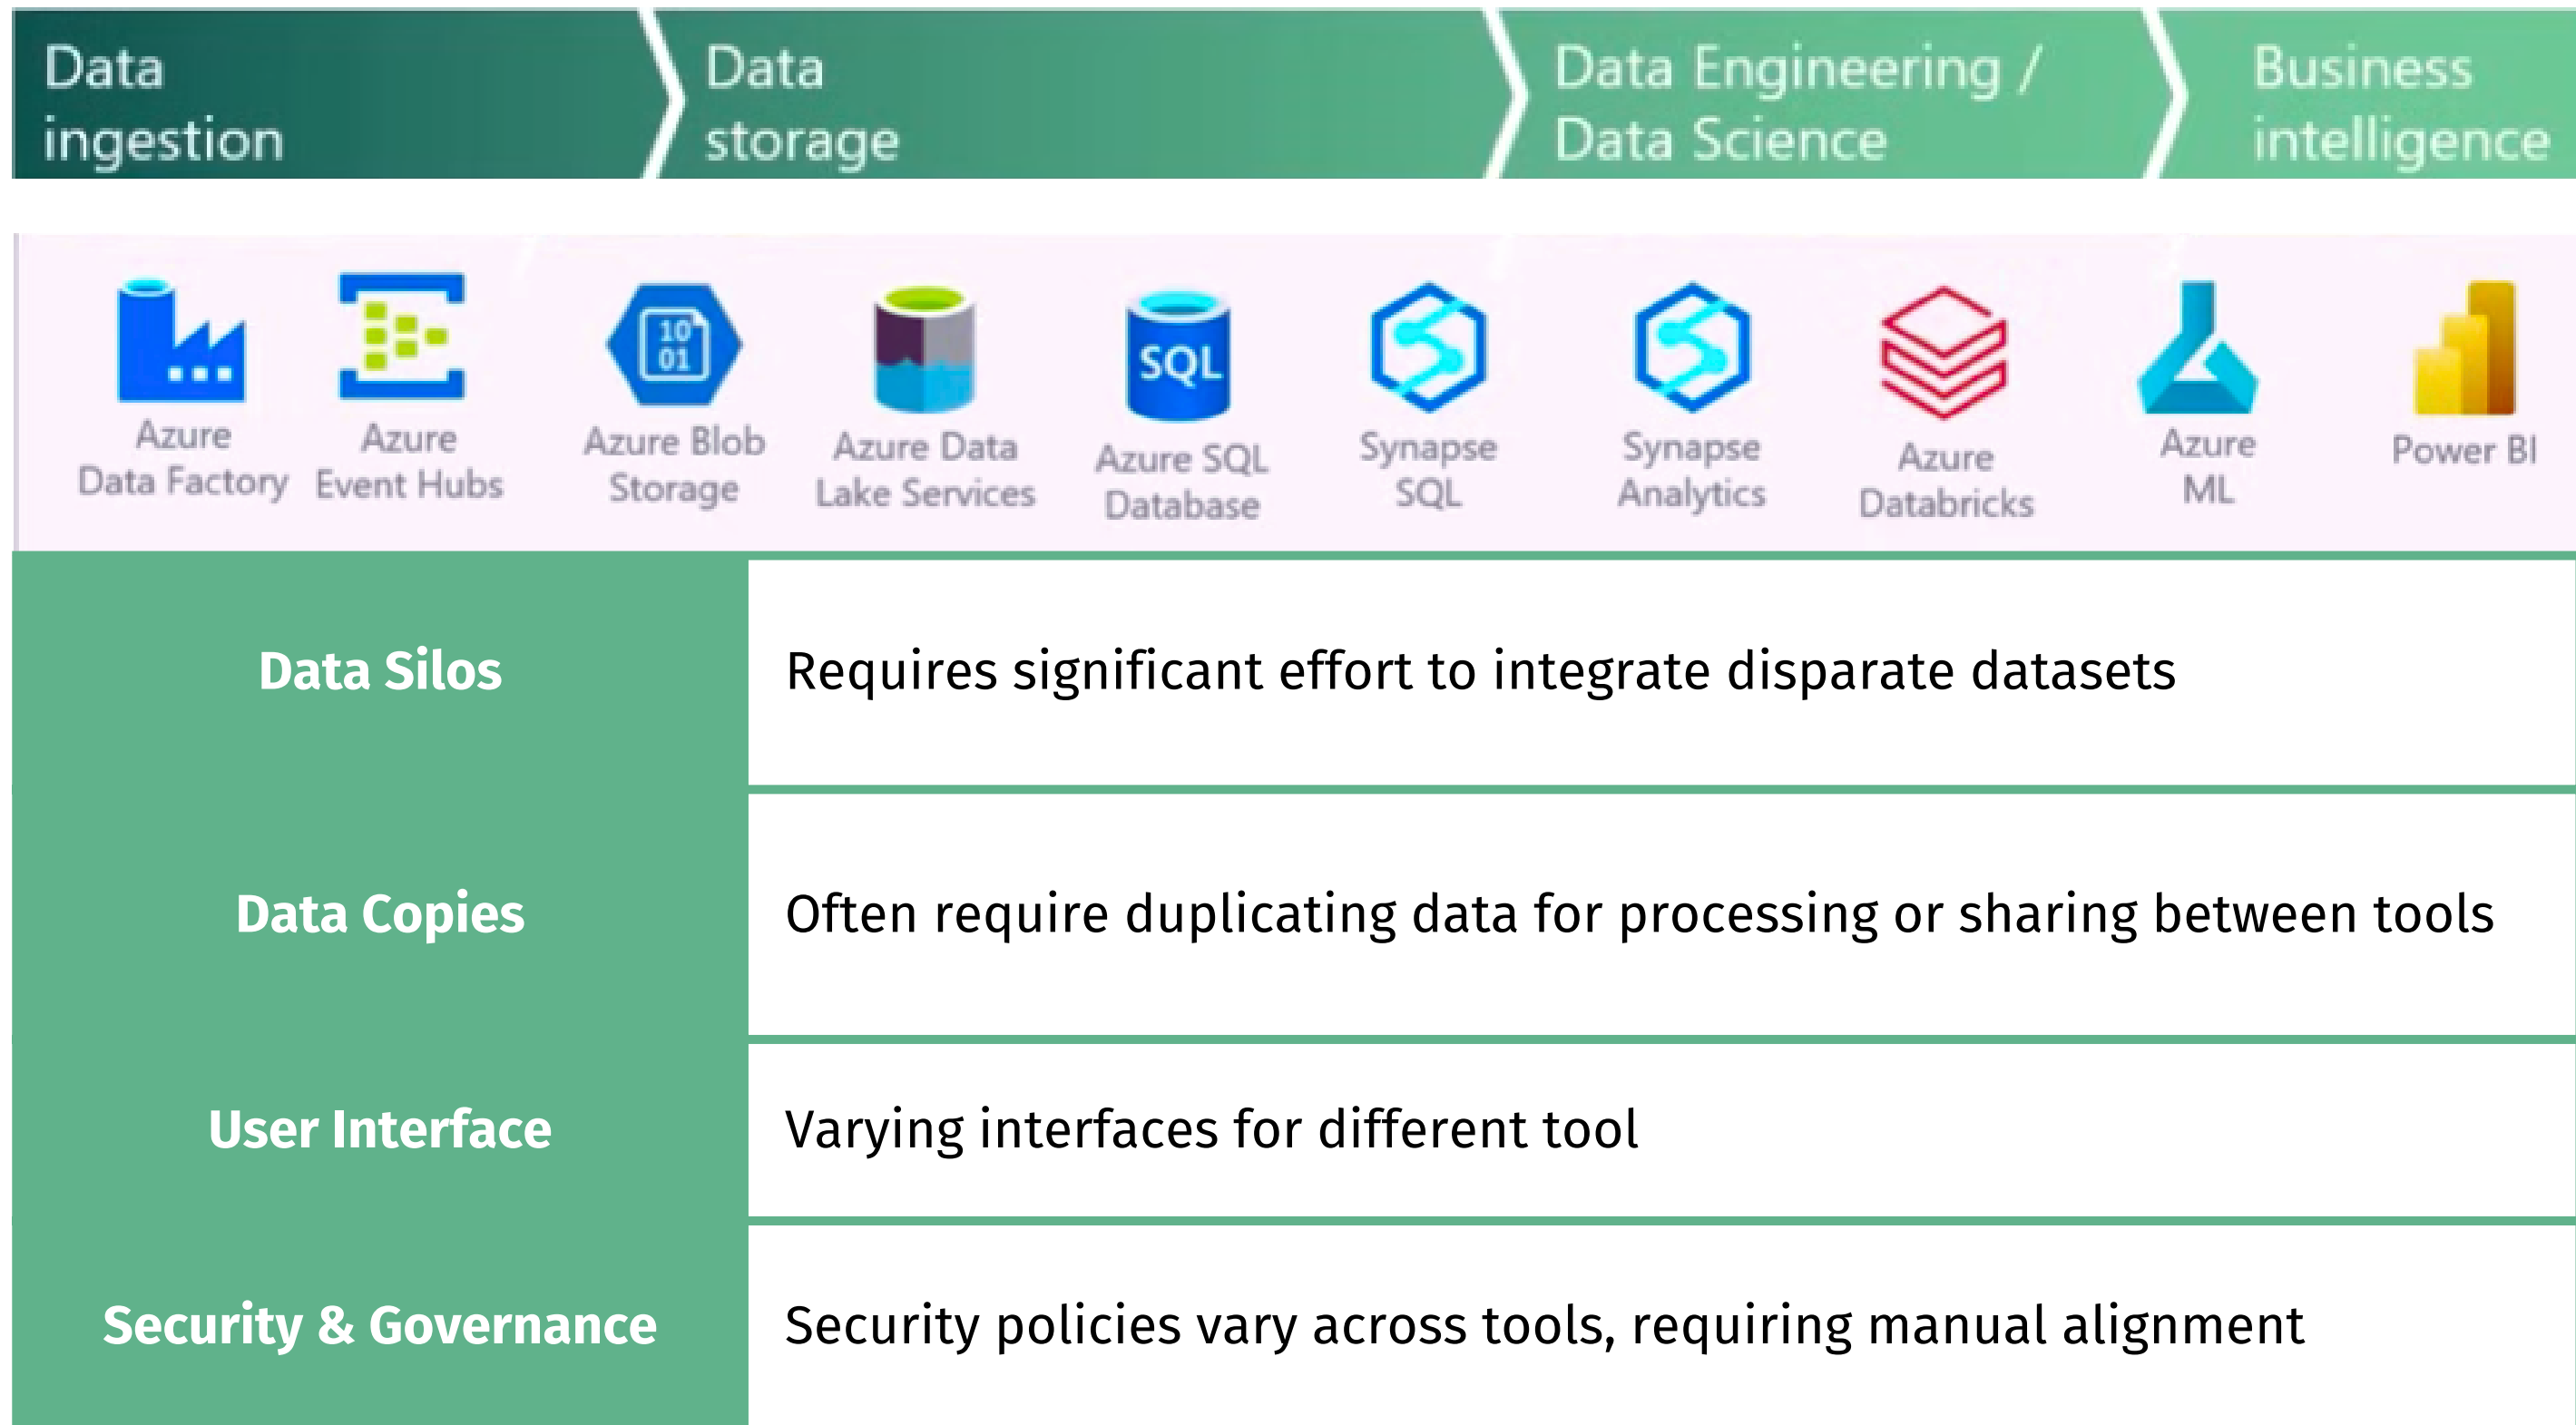 Data
ingestion
Data
storage
Data Engineering /
Data Science
Business
intelligence
Azure
Data Factory
Azure
Event Hubs
10
01
Azure Blob
Storage
Azure Data
Lake Services
SQL
Azure SQL
Database
Synapse
SQL
Synapse
Analytics
Azure
Databricks
Azure
ML
Power BI
Data Silos
Requires significant effort to integrate disparate datasets
Data Copies
Often require duplicating data for processing or sharing between tools
User Interface
Varying interfaces for different tool
Security & Governance
Security policies vary across tools, requiring manual alignment